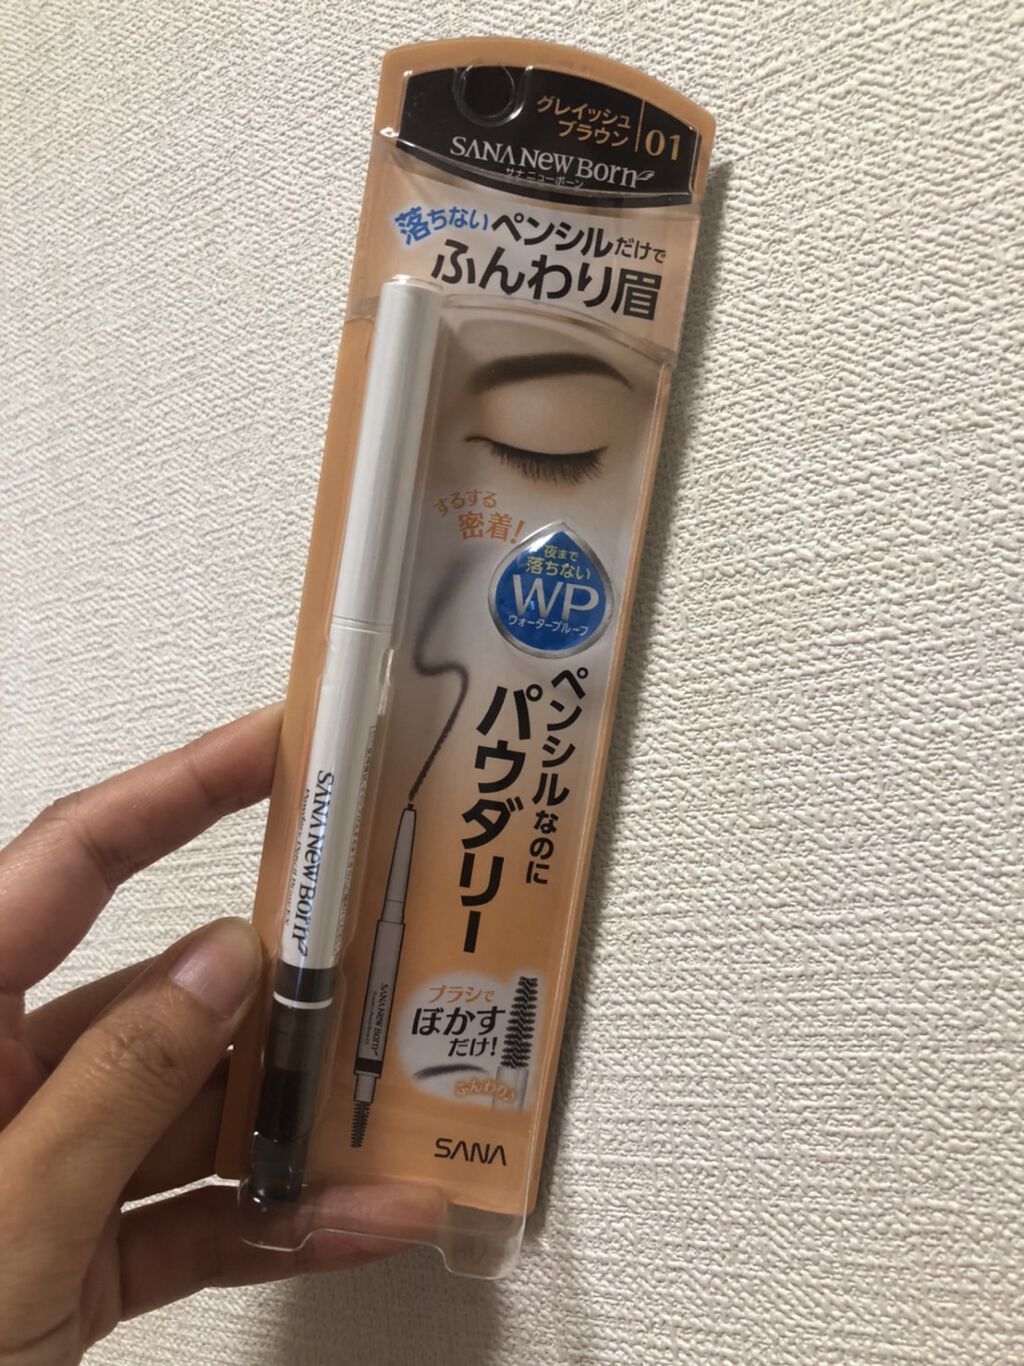 グレイッシュ
ブラウン
01
SANA New Born
サナ ニューボーン
落ちないペンシルだけで
ふんわり眉
するする
密着!
夜まで
落ちない
WP
ウォータープルーフ
ペンシルなのに
パウダリー
SANA New Born
SANA New Born
ブラシで
ぼかす
だけ!
ふんわり
SANA